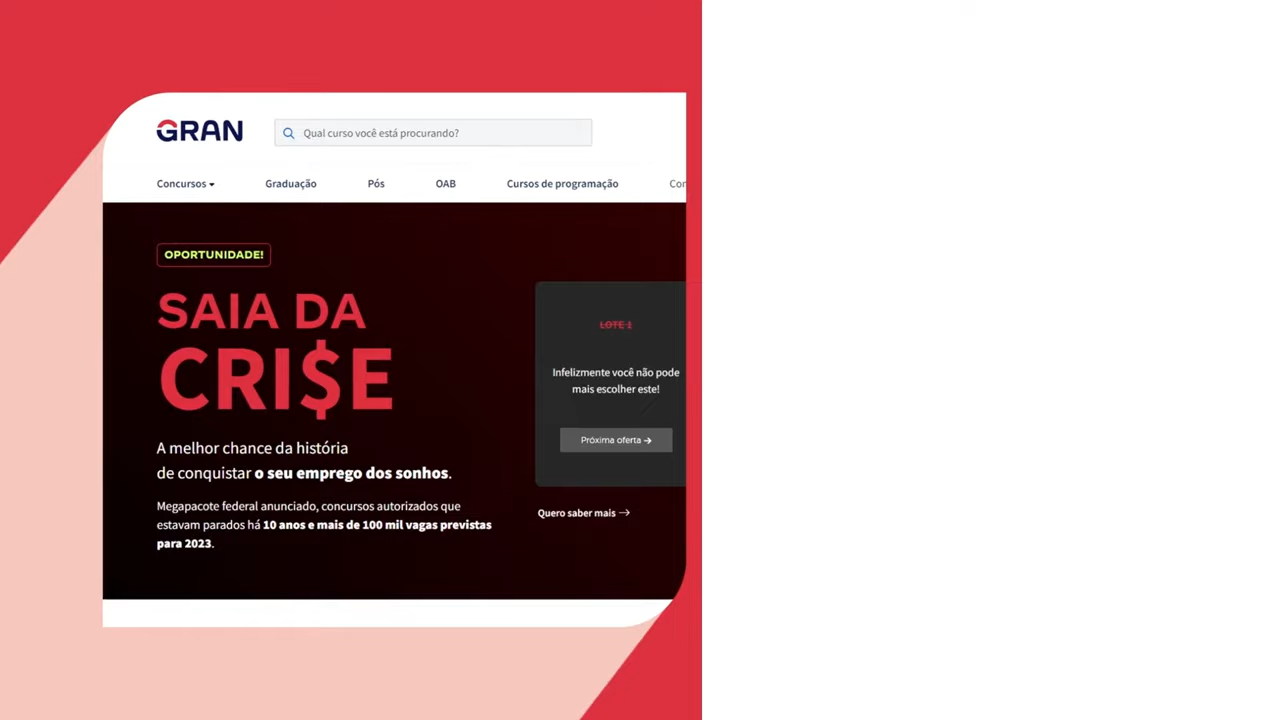 GRAN
Qual curso você está procurando?
Concursos
Graduação
Pós
OAB
Cursos de programação
OPORTUNIDADE!
SAIA DA
CRI$E
A melhor chance da história
de conquistar o seu emprego dos sonhos.
Megapacote federal anunciado, concursos autorizados que
estavam parados há 10 anos e mais de 100 mil vagas previstas
para 2023.
LOTE 1
Infelizmente você não pode
mais escolher este!
Próxima oferta →
Quero saber mais →